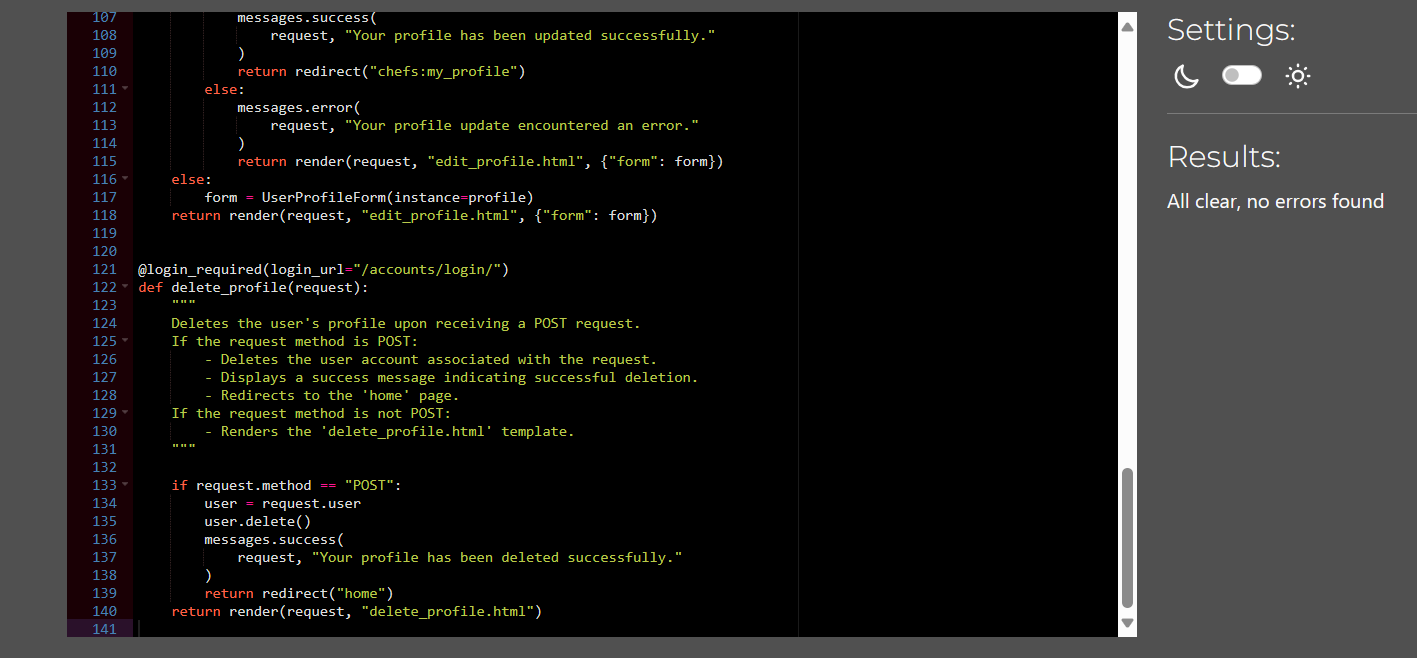 107             messages.success(
108                 request, "Your profile has been updated successfully."
109             )
110             return redirect("chefs:my_profile")
111         else:
112             messages.error(
113                 request, "Your profile update encountered an error."
114             )
115             return render(request, "edit_profile.html", {"form": form})
116     else:
117         form = UserProfileForm(instance=profile)
118     return render(request, "edit_profile.html", {"form": form})
119
120
121 @login_required(login_url="/accounts/login/")
122 def delete_profile(request):
123     """
124     Deletes the user's profile upon receiving a POST request.
125     If the request method is POST:
126         - Deletes the user account associated with the request.
127         - Displays a success message indicating successful deletion.
128         - Redirects to the 'home' page.
129     If the request method is not POST:
130         - Renders the 'delete_profile.html' template.
131     """
132
133     if request.method == "POST":
134         user = request.user
135         user.delete()
136         messages.success(
137             request, "Your profile has been deleted successfully."
138         )
139         return redirect("home")
140     return render(request, "delete_profile.html")
141
Settings:
Results:
All clear, no errors found